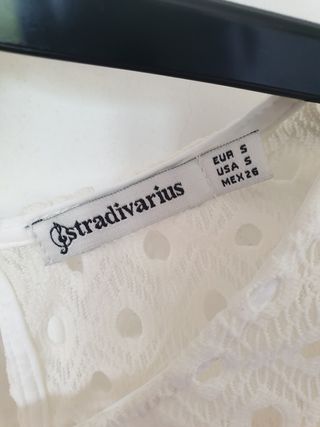 stradivarius
EUR S
USA S
MEX 26